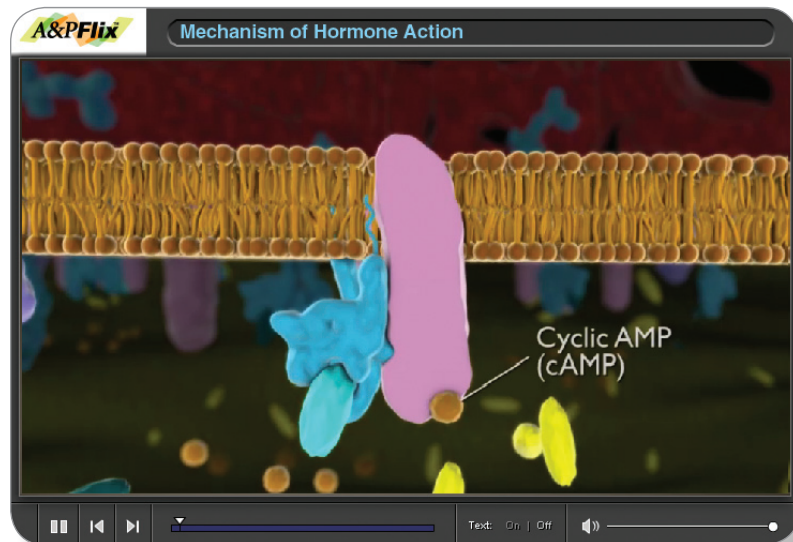 A&PFlix
Mechanism of Hormone Action
Cyclic AMP
(cAMP)
Text: On | Off